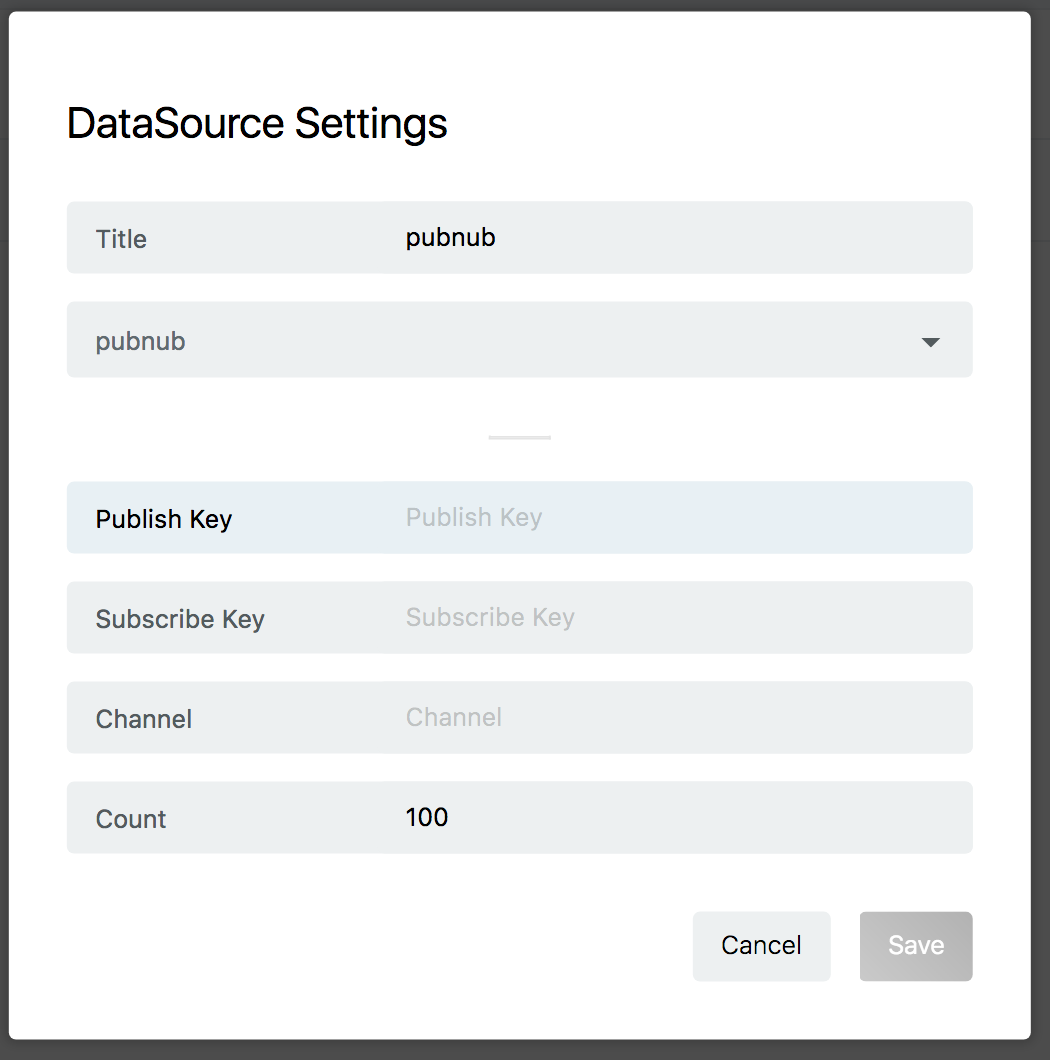 DataSource Settings
Title pubnub
pubnub
Publish Key Publish Key
Subscribe Key Subscribe Key
Channel Channel
Count 100
Cancel Save